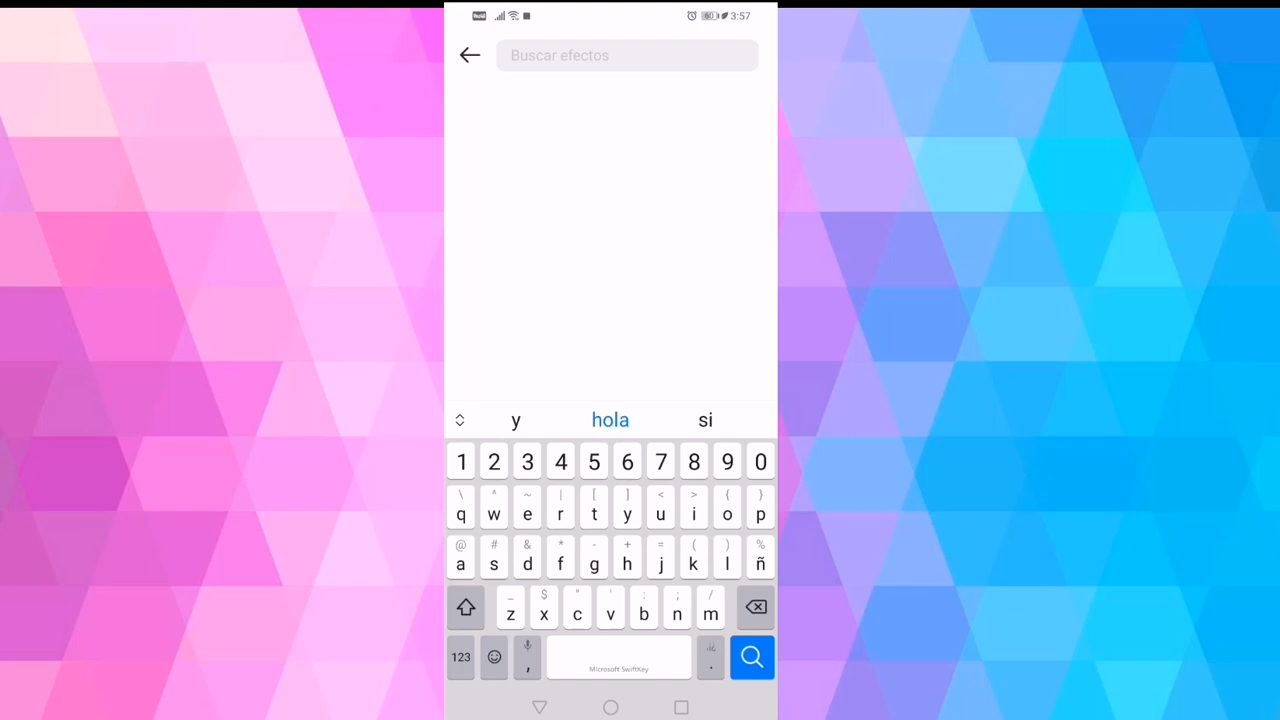 60 3:57
Buscar efectos
y hola si
1 2 3 4 5 6 7 8 9 0
\ ^ ~ | [ ] < > { }
q w e r t y u i o p
@ # & * - + = ( ) %
a s d f g h j k l ñ
_ $ " ' : ; /
z x c v b n m
123 , Microsoft SwiftKey .